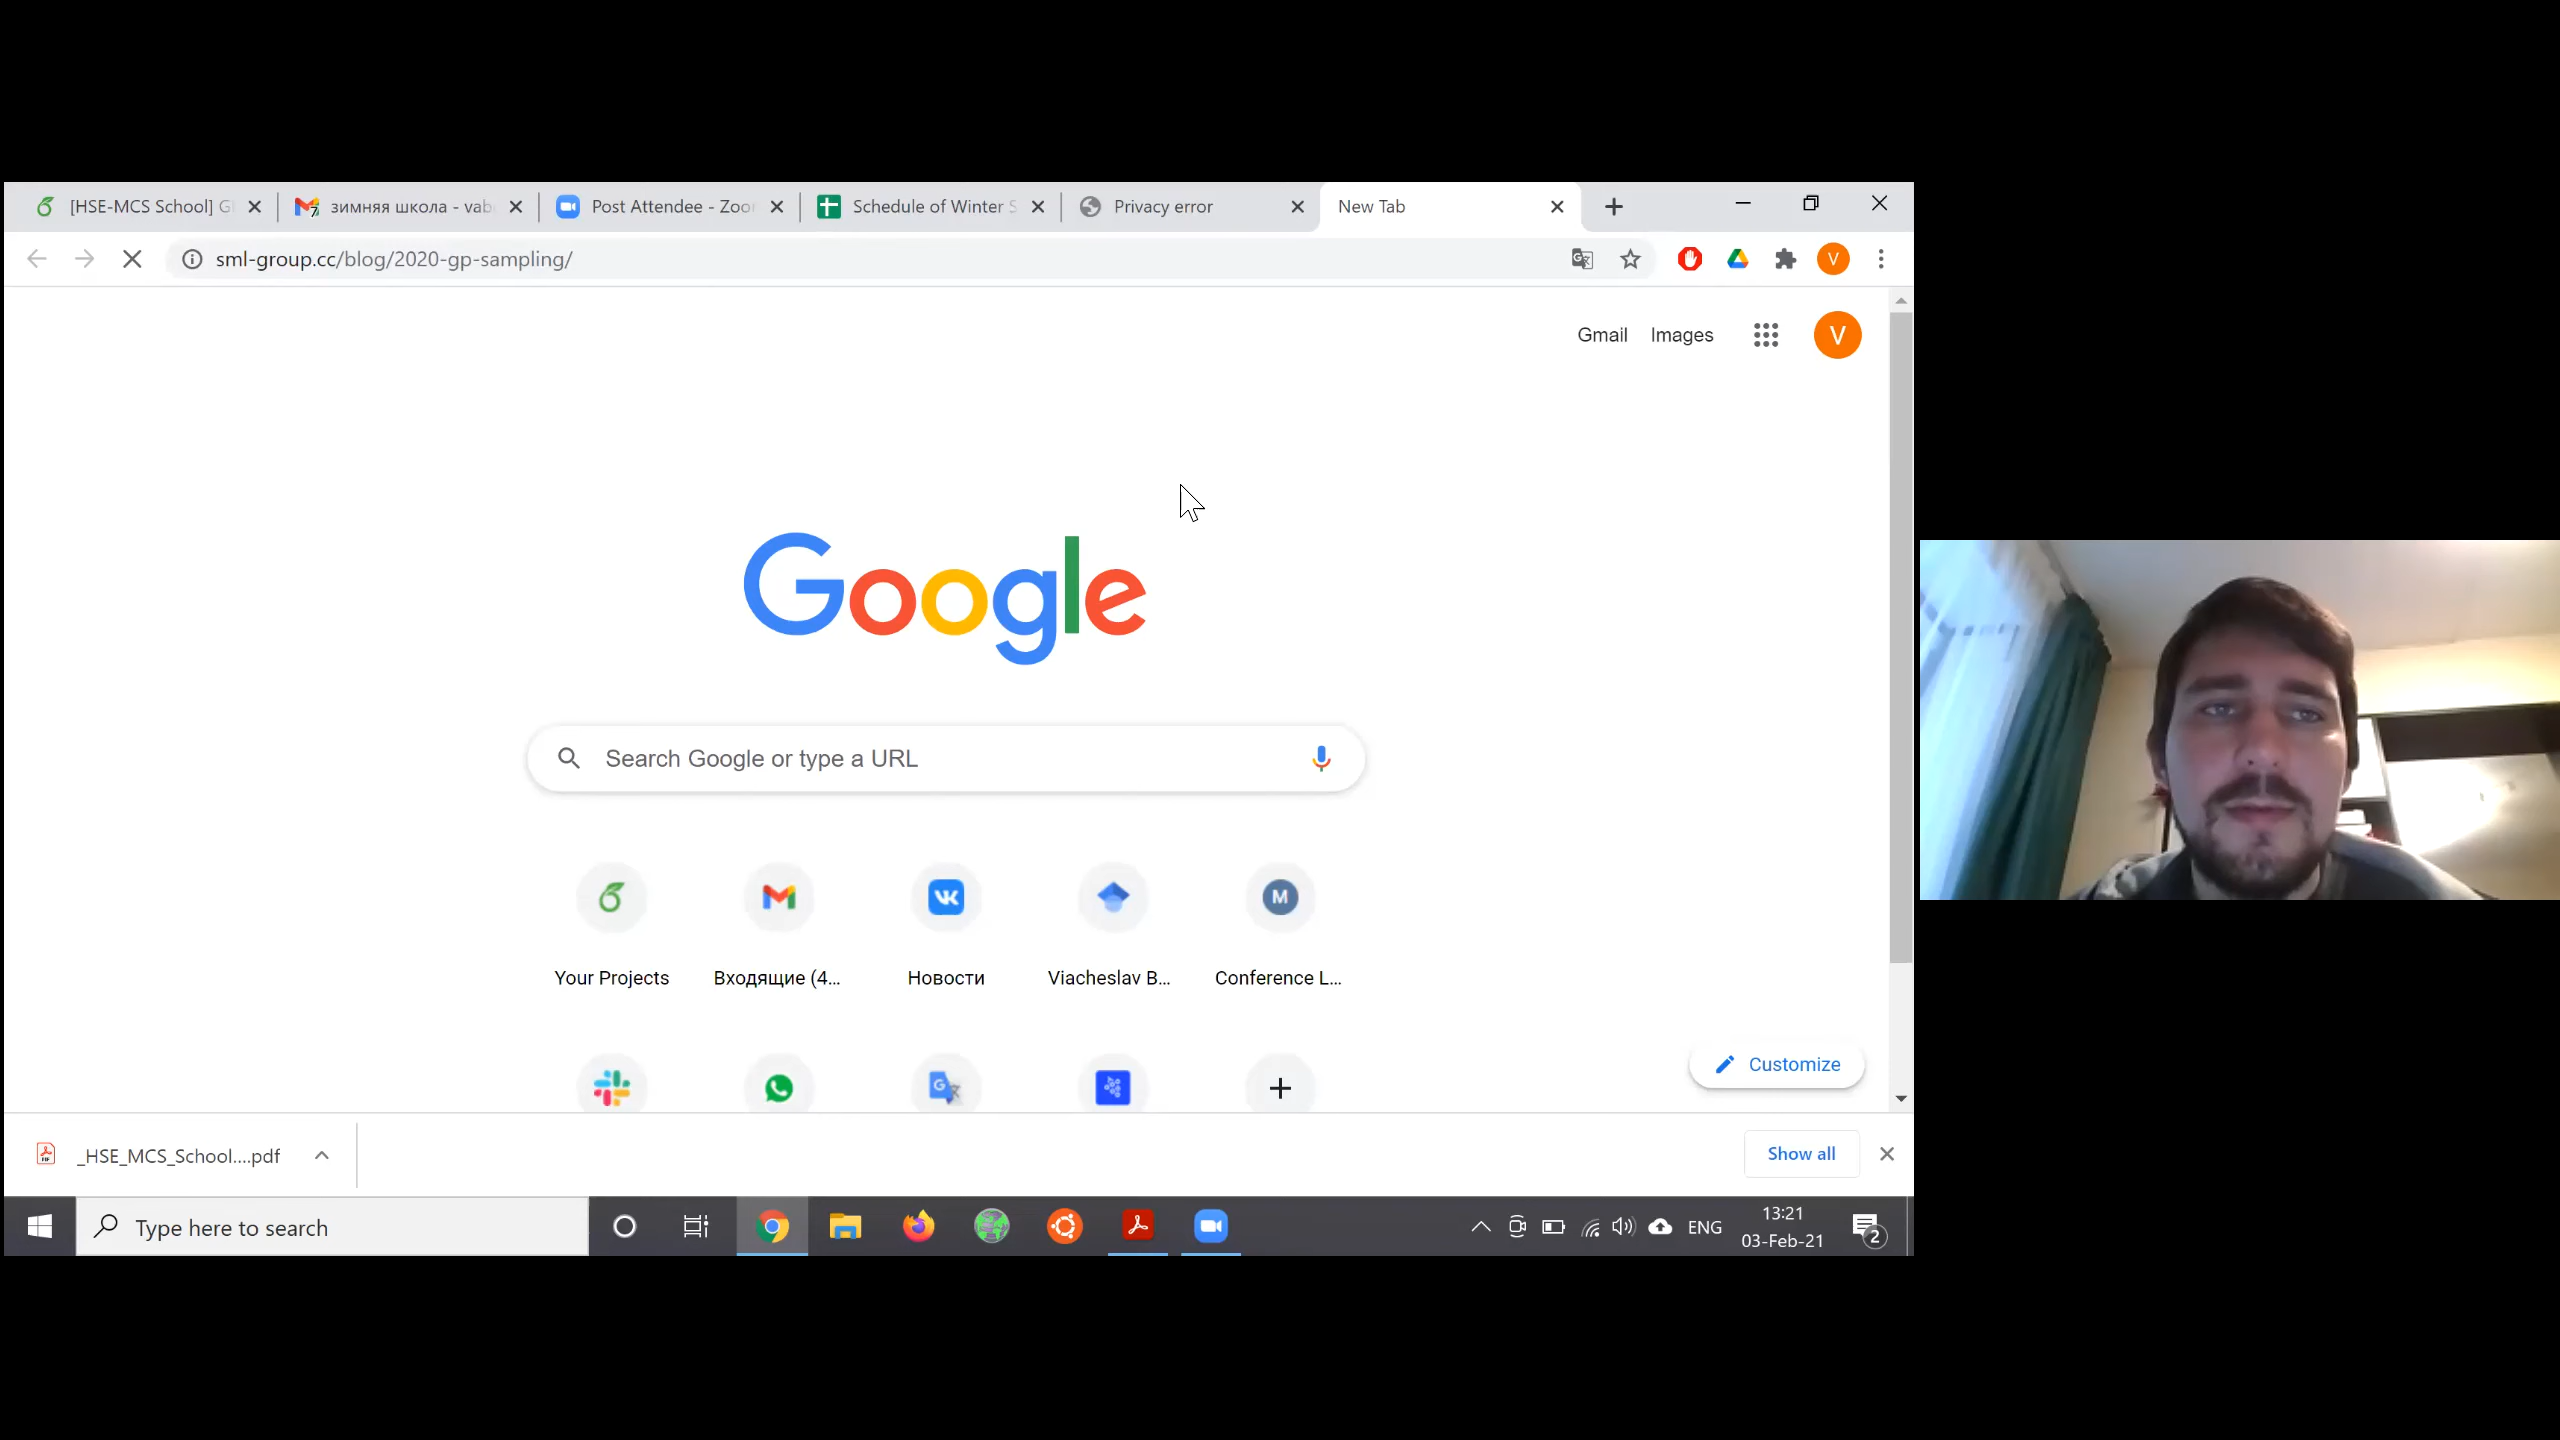 [HSE-MCS School] G
зимняя школа - vab
Post Attendee - Zoo
Schedule of Winter S
Privacy error
New Tab
sml-group.cc/blog/2020-gp-sampling/
V
Gmail Images
V
Google
Search Google or type a URL
M
Your Projects
Входящие (4...
Новости
Viacheslav B...
Conference L...
Customize
_HSE_MCS_School....pdf
Show all
Type here to search
ENG
13:21
03-Feb-21
2